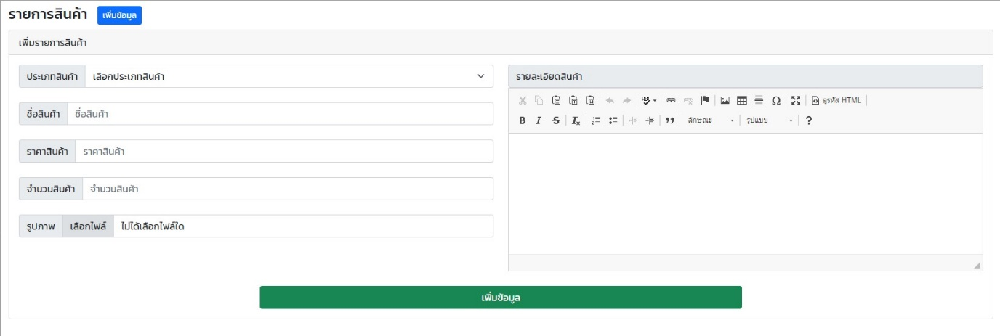 รายการสินค้า เพิ่มข้อมูล
เพิ่มรายการสินค้า
ประเภทสินค้า เลือกประเภทสินค้า
ชื่อสินค้า ชื่อสินค้า
ราคาสินค้า ราคาสินค้า
จำนวนสินค้า จำนวนสินค้า
รูปภาพ เลือกไฟล์ ไม่ได้เลือกไฟล์ใด
รายละเอียดสินค้า
ABC Ω ดูรหัส HTML
B I S Ix ลักษณะ รูปแบบ ?
เพิ่มข้อมูล